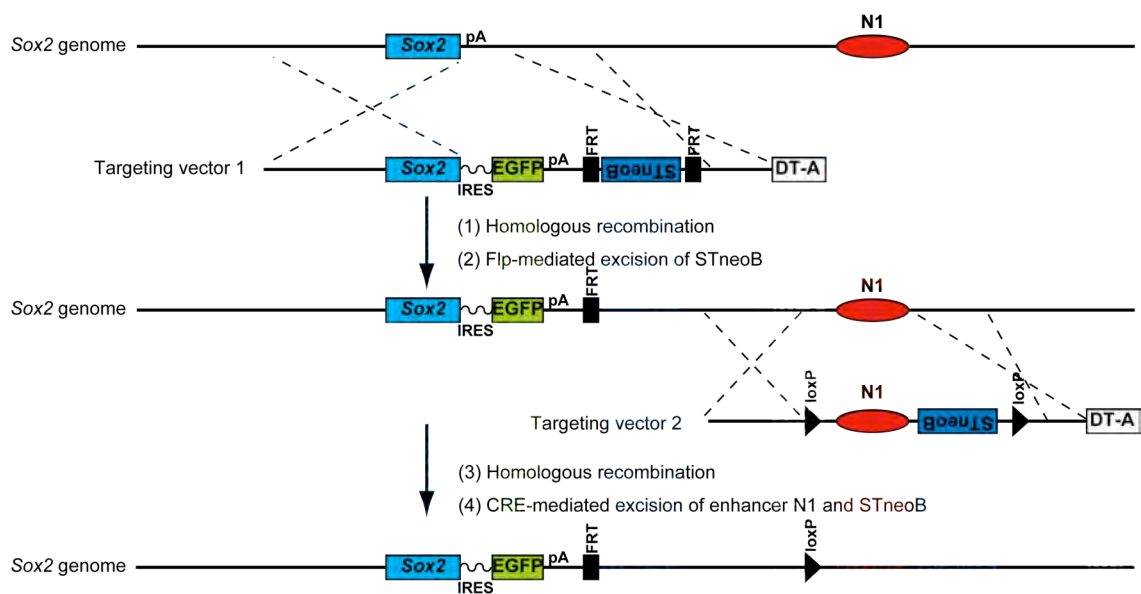 N1
Sox2 genome
Sox2
pA
Targeting vector 1
Sox2
IRES
EGFP
pA
FRT
STneoB
FRT
DT-A
(1) Homologous recombination
(2) Flp-mediated excision of STneoB
Sox2 genome
Sox2
IRES
EGFP
pA
FRT
N1
Targeting vector 2
loxP
N1
STneoB
loxP
DT-A
(3) Homologous recombination
(4) CRE-mediated excision of enhancer N1 and STneoB
Sox2 genome
Sox2
IRES
EGFP
pA
FRT
loxP